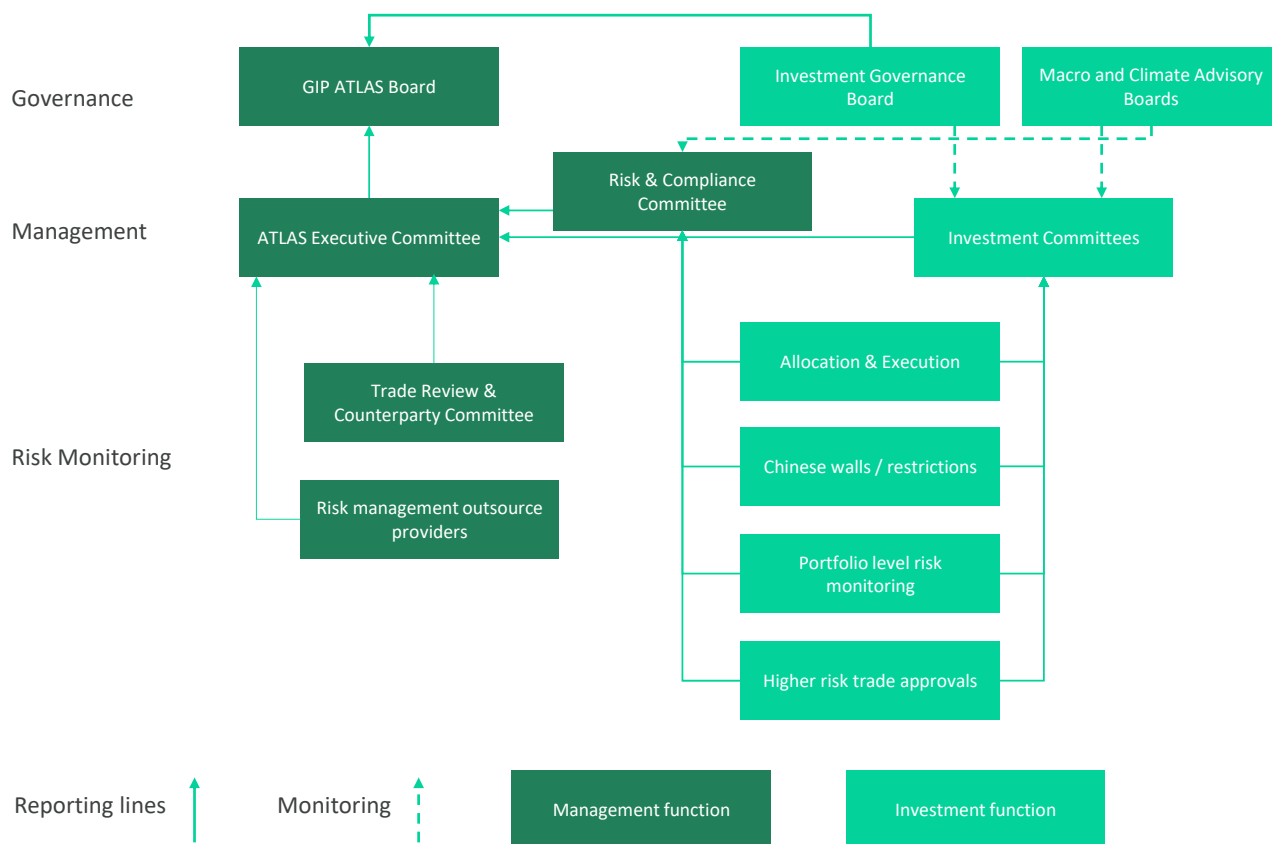 Governance
GIP ATLAS Board
Investment Governance
Board
Macro and Climate Advisory
Boards
Management
Risk & Compliance
Committee
ATLAS Executive Committee
Investment Committees
Risk Monitoring
Trade Review &
Counterparty Committee
Risk management outsource
providers
Allocation & Execution
Chinese walls / restrictions
Portfolio level risk
monitoring
Higher risk trade approvals
Reporting lines
Monitoring
Management function
Investment function